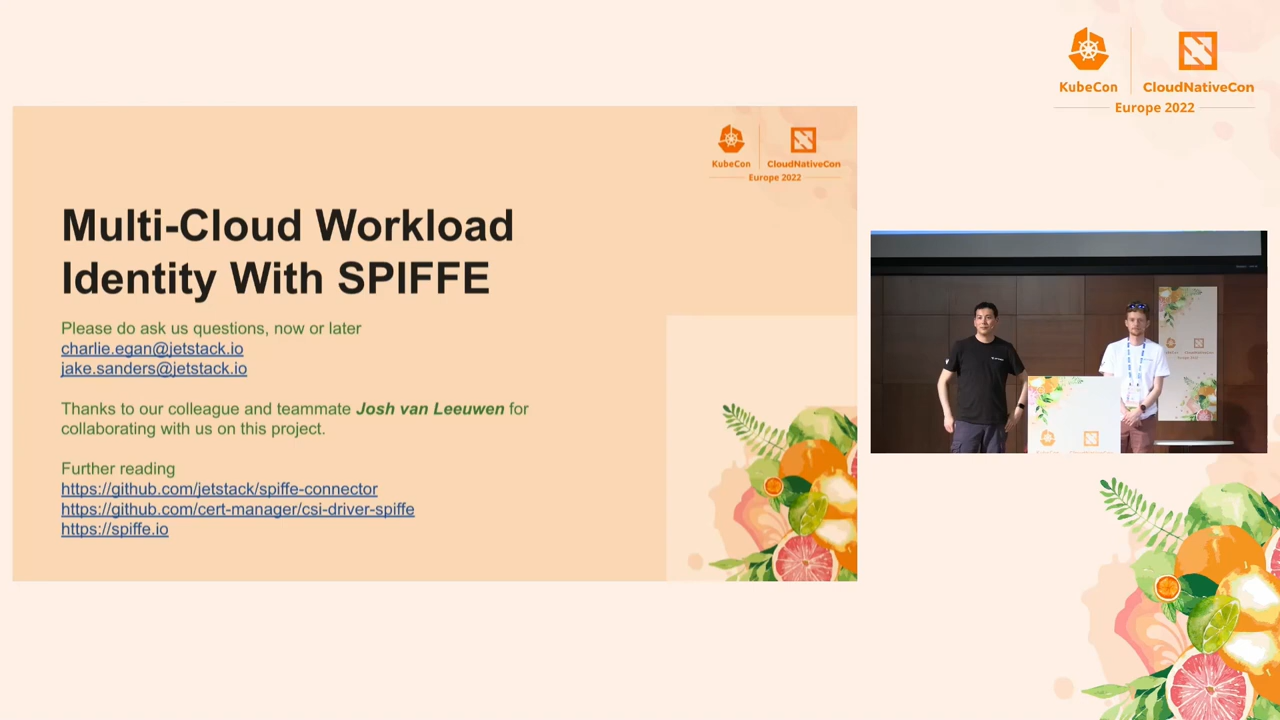 KubeCon
CloudNativeCon
Europe 2022
KubeCon
CloudNativeCon
Europe 2022
Multi-Cloud Workload
Identity With SPIFFE
Please do ask us questions, now or later
charlie.egan@jetstack.io
jake.sanders@jetstack.io
Thanks to our colleague and teammate Josh van Leeuwen for
collaborating with us on this project.
Further reading
https://github.com/jetstack/spiffe-connector
https://github.com/cert-manager/csi-driver-spiffe
https://spiffe.io